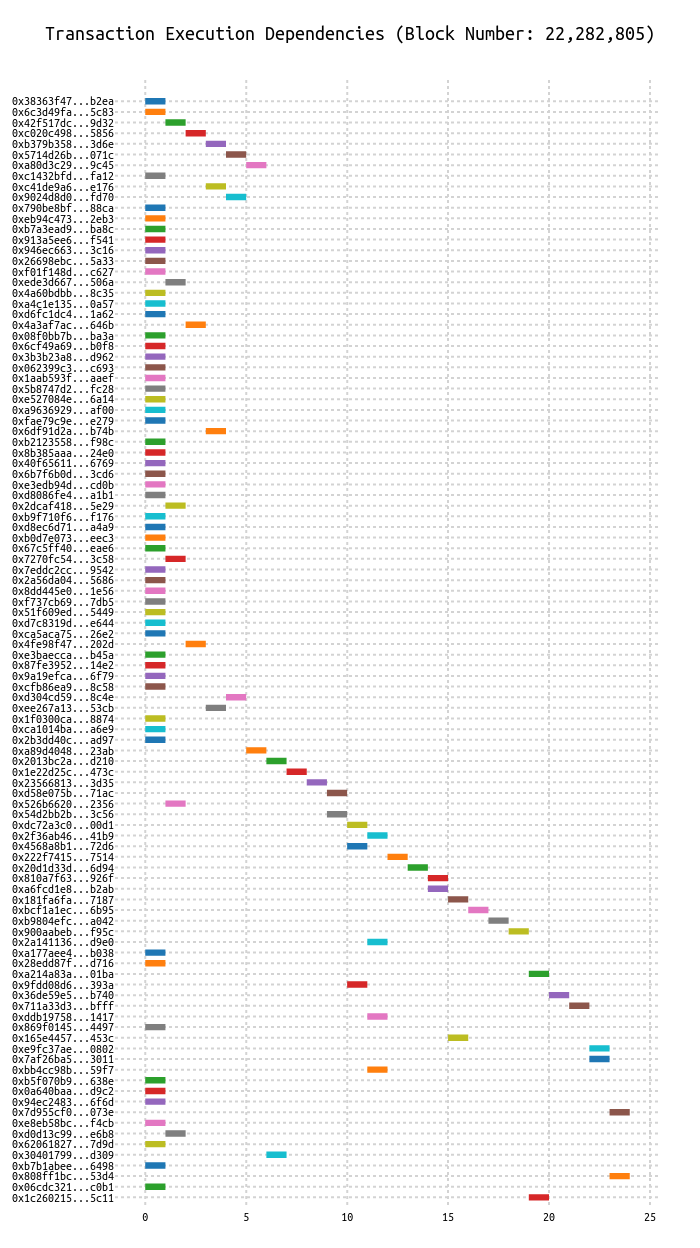 Transaction Execution Dependencies (Block Number: 22,282,805)
0x38363f47...b2ea
0x6c3d49fa...5c83
0x42f517dc...9d32
0xc020c498...5856
0xb379b358...3d6e
0x5714d26b...071c
0xa80d3c29...9c45
0xc1432bfd...fa12
0xc41de9a6...e176
0x9024d8d0...fd70
0x790be8bf...88ca
0xeb94c473...2eb3
0xb7a3ead9...ba8c
0x913a5ee6...f541
0x946ec663...3c16
0x26698ebc...5a33
0xf01f148d...c627
0xede3d667...506a
0x4a60bdbb...8c35
0xa4c1e135...0a57
0xd6fc1dc4...1a62
0x4a3af7ac...646b
0x08f0bb7b...ba3a
0x6cf49a69...b0f8
0x3b3b23a8...d962
0x062399c3...c693
0x1aab593f...aaef
0x5b8747d2...fc28
0xe527084e...6a14
0xa9636929...af00
0xfae79c9e...e279
0x6df91d2a...b74b
0xb2123558...f98c
0x8b385aaa...24e0
0x40f65611...6769
0x6b7f6b0d...3cd6
0xe3edb94d...cd0b
0xd8086fe4...a1b1
0x2dcaf418...5e29
0xb9f710f6...f176
0xd8ec6d71...a4a9
0xb0d7e073...eec3
0x67c5ff40...eae6
0x7270fc54...3c58
0x7eddc2cc...9542
0x2a56da04...5686
0x8dd445e0...1e56
0xf737cb69...7db5
0x51f609ed...5449
0xd7c8319d...e644
0xca5aca75...26e2
0x4fe98f47...202d
0xe3baecca...b45a
0x87fe3952...14e2
0x9a19efca...6f79
0xcfb86ea9...8c58
0xd304cd59...8c4e
0xee267a13...53cb
0x1f0300ca...8874
0xca1014ba...a6e9
0x2b3dd40c...ad97
0xa89d4048...23ab
0x2013bc2a...d210
0x1e22d25c...473c
0x23566813...3d35
0xd58e075b...71ac
0x526b6620...2356
0x54d2bb2b...3c56
0xdc72a3c0...00d1
0x2f36ab46...41b9
0x4568a8b1...72d6
0x222f7415...7514
0x20d1d33d...6d94
0x810a7f63...926f
0xa6fcd1e8...b2ab
0x181fa6fa...7187
0xbcf1a1ec...6b95
0xb9804efc...a042
0x900aabeb...f95c
0x2a141136...d9e0
0xa177aee4...b038
0x28edd87f...d716
0xa214a83a...01ba
0x9fdd08d6...393a
0x36de59e5...b740
0x711a33d3...bfff
0xddb19758...1417
0x869f0145...4497
0x165e4457...453c
0xe9fc37ae...0802
0x7af26ba5...3011
0xbb4cc98b...59f7
0xb5f070b9...638e
0x0a640baa...d9c2
0x94ec2483...6f6d
0x7d955cf0...073e
0xe8eb58bc...f4cb
0xd0d13c99...e6b8
0x62061827...7d9d
0x30401799...d309
0xb7b1abee...6498
0x808ff1bc...53d4
0x06cdc321...c0b1
0x1c260215...5c11
0 5 10 15 20 25